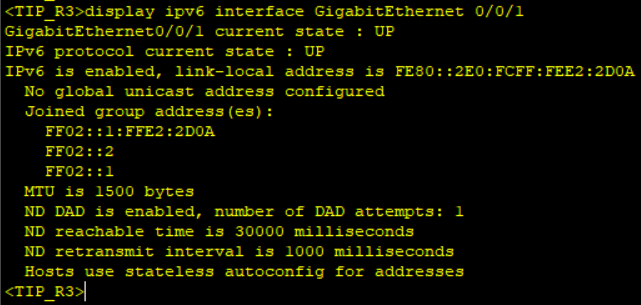 <TIP_R3>display ipv6 interface GigabitEthernet 0/0/1
GigabitEthernet0/0/1 current state : UP
IPv6 protocol current state : UP
IPv6 is enabled, link-local address is FE80::2E0:FCFF:FEE2:2D0A
No global unicast address configured
Joined group address(es):
FF02::1:FFE2:2D0A
FF02::2
FF02::1
MTU is 1500 bytes
ND DAD is enabled, number of DAD attempts: 1
ND reachable time is 30000 milliseconds
ND retransmit interval is 1000 milliseconds
Hosts use stateless autoconfig for addresses
<TIP_R3>